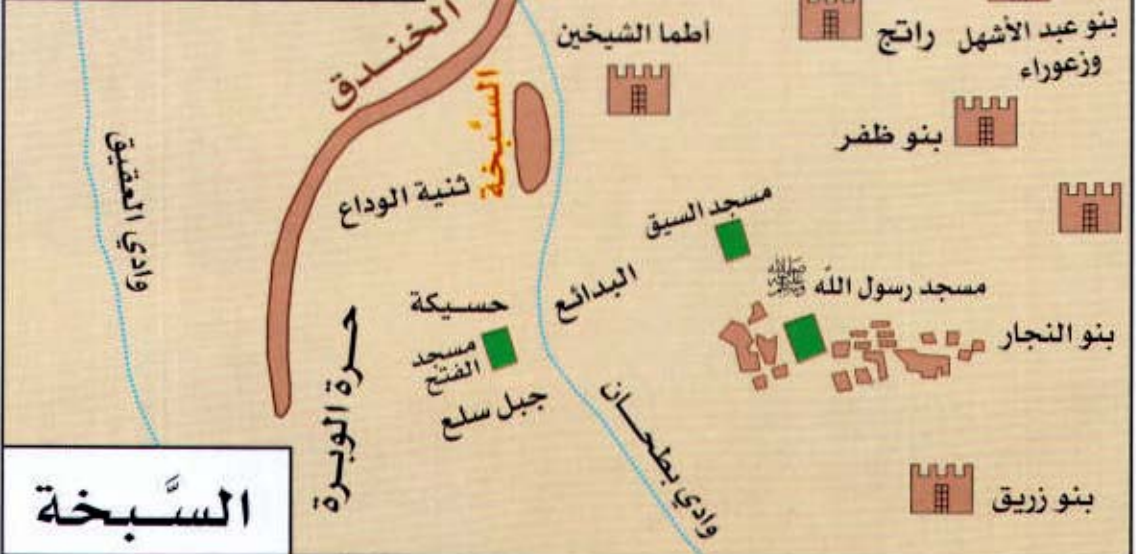 بنو عبد الأشهل
وزعوراء
راتج
أطما الشيخين
الخندق
السبخة
بنو ظفر
وادي العقيق
ثنية الوداع
مسجد السبق
البدائع
مسجد رسول الله ﷺ
حسيكة
بنو النجار
مسجد
الفتح
حرة الوبرة
جبل سلع
وادي بطحان
بنو زريق
السَّبخة